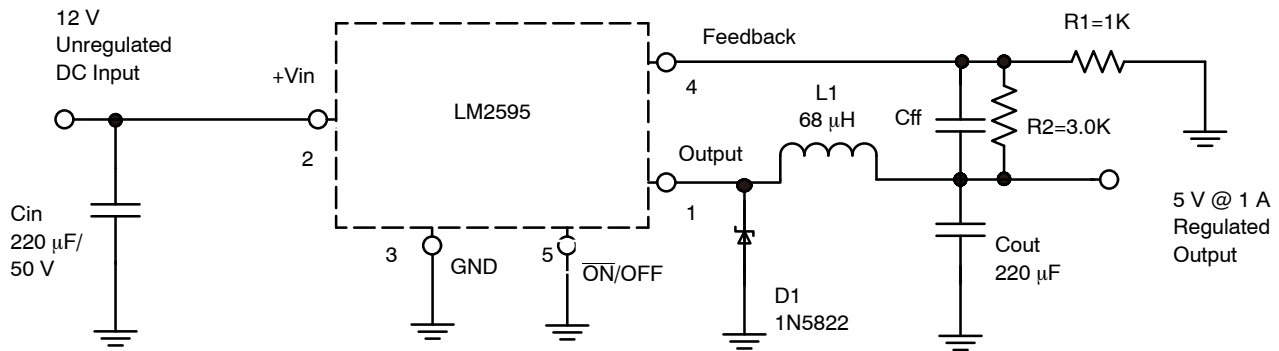 12 V
Unregulated
DC Input
+Vin
2
LM2595
Feedback
4
R1=1K
L1
68 μH
Cff
R2=3.0K
Output
1
5 V @ 1 A
Regulated
Output
Cin
220 μF/
50 V
3
GND
5
ON/OFF
D1
1N5822
Cout
220 μF